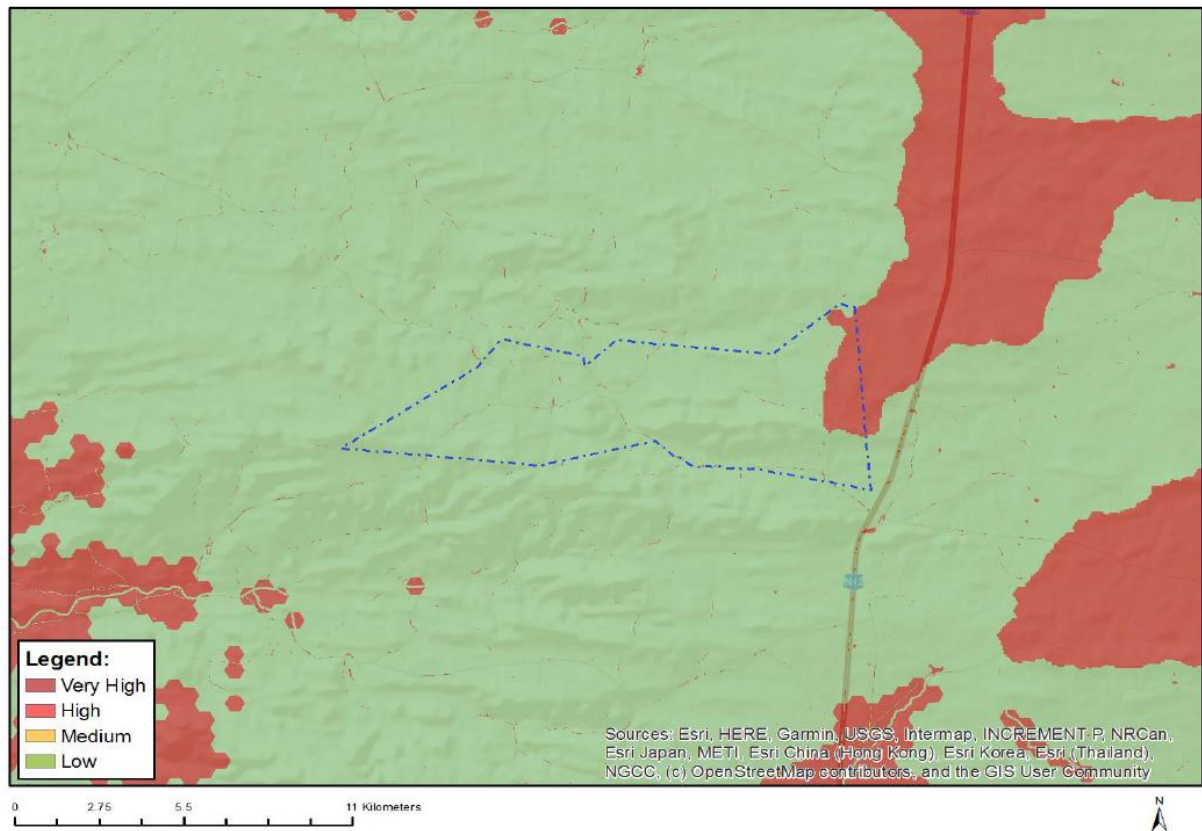 Legend:
Very High
High
Medium
Low
Sources: Esri, HERE, Garmin, USGS, Intermap, INCREMENT P, NRCan,
Esri Japan, METI, Esri China (Hong Kong), Esri Korea, Esri (Thailand),
NGCC, (c) OpenStreetMap contributors, and the GIS User Community
0 2.75 5.5 11 Kilometers
N